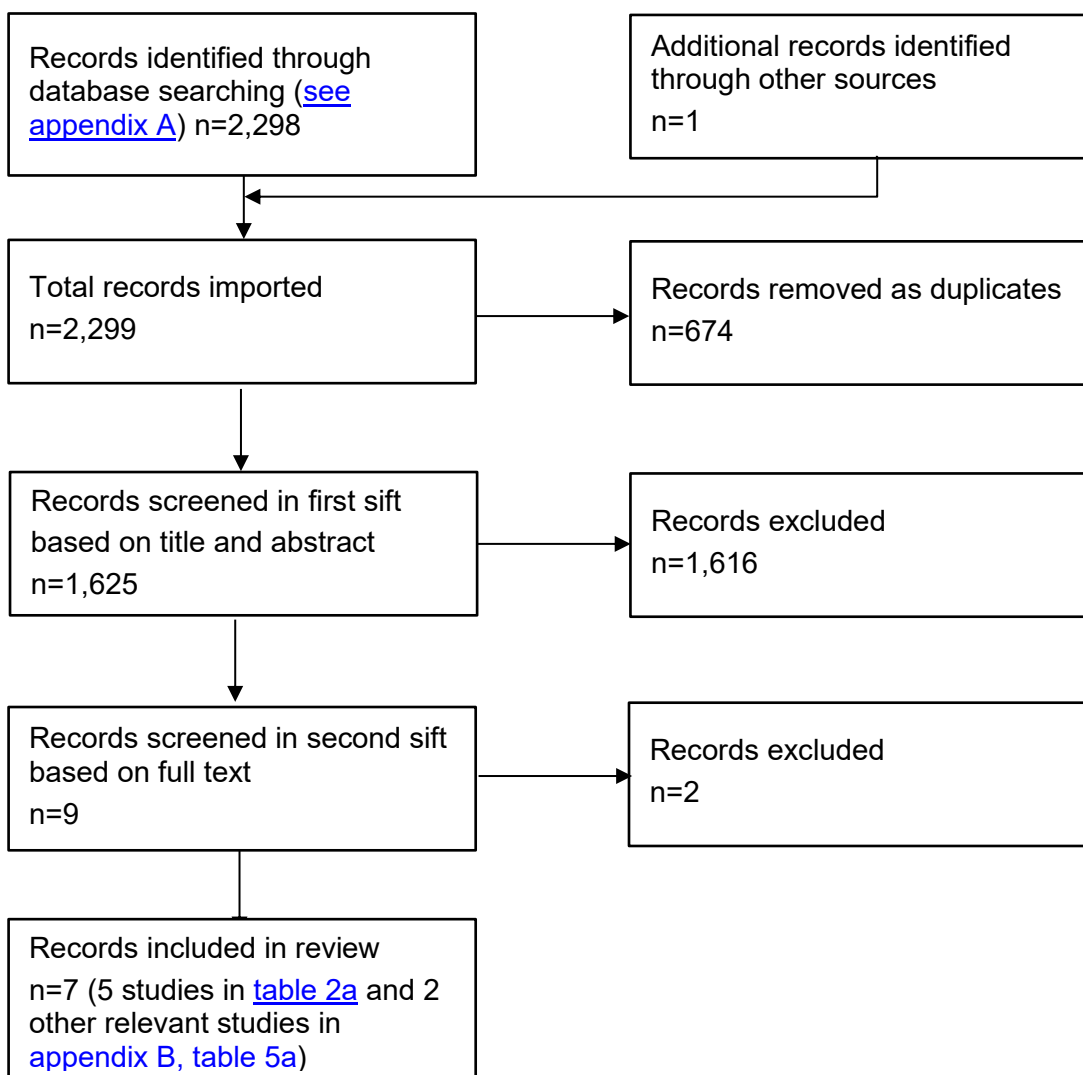 Records identified through
database searching (see
appendix A) n=2,298
Additional records identified
through other sources
n=1
Total records imported
n=2,299
Records removed as duplicates
n=674
Records screened in first sift
based on title and abstract
n=1,625
Records excluded
n=1,616
Records screened in second sift
based on full text
n=9
Records excluded
n=2
Records included in review
n=7 (5 studies in table 2a and 2
other relevant studies in
appendix B, table 5a)